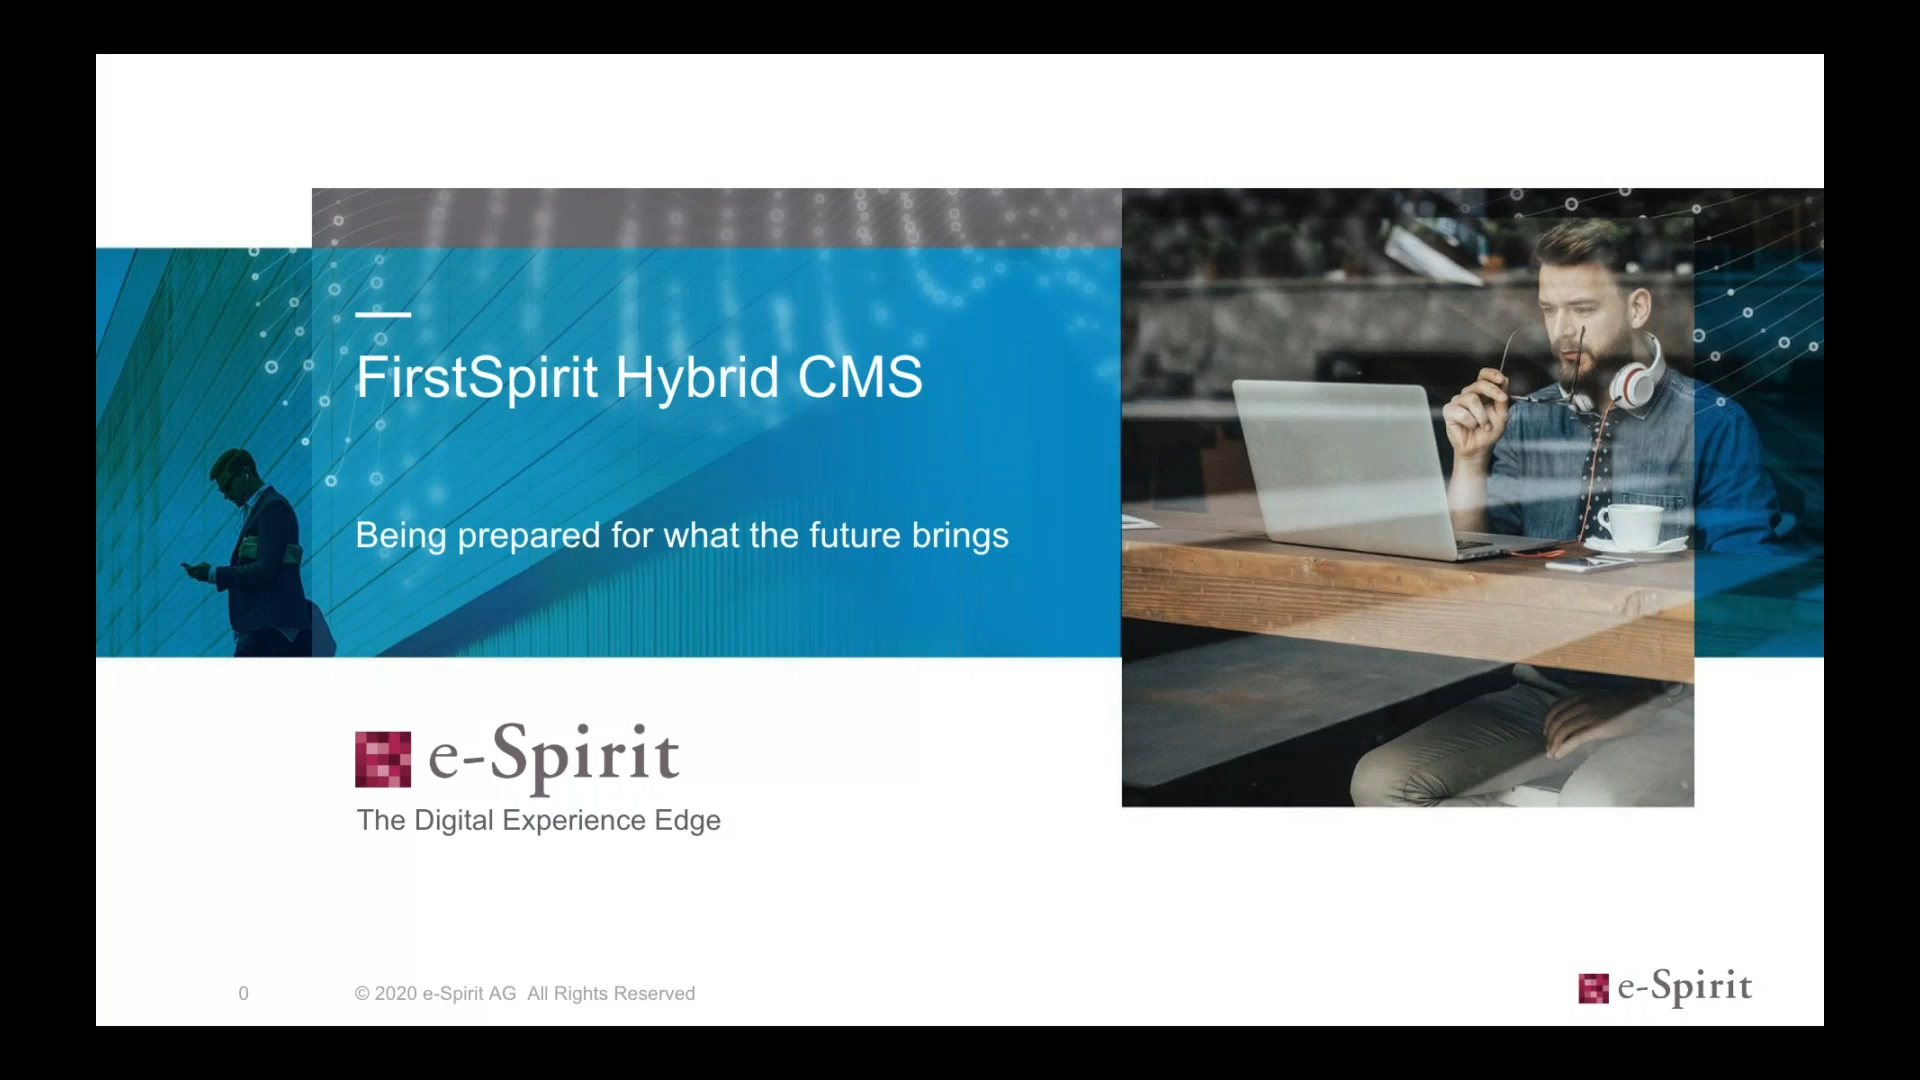 FirstSpirit Hybrid CMS
Being prepared for what the future brings
e-Spirit
The Digital Experience Edge
0
© 2020 e-Spirit AG All Rights Reserved
e-Spirit